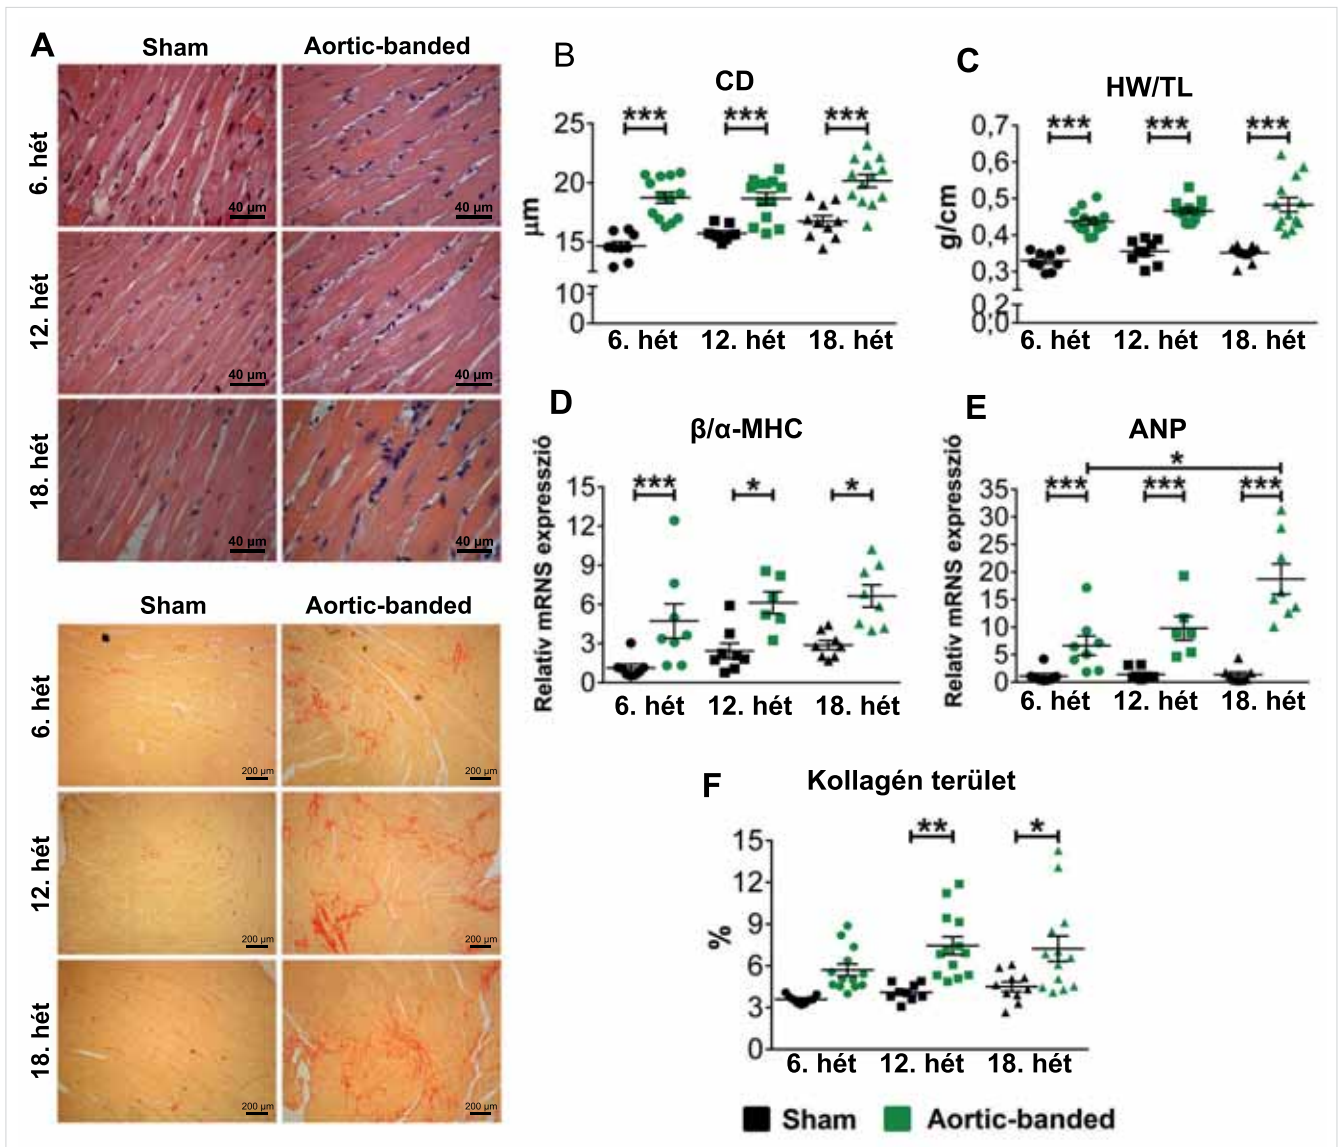 A
Sham
Aortic-banded
6. hét
40 µm
40 µm
12. hét
40 µm
40 µm
18. hét
40 µm
40 µm
Sham
Aortic-banded
6. hét
200 µm
200 µm
12. hét
200 µm
200 µm
18. hét
200 µm
200 µm
B
CD
µm
25
20
15
10
0
***
***
***
6. hét
12. hét
18. hét
C
HW/TL
g/cm
0,7
0,6
0,5
0,4
0,3
0,2
0,0
***
***
***
6. hét
12. hét
18. hét
D
β/α-MHC
Relatív mRNS expresszió
15
12
9
6
3
0
***
*
*
6. hét
12. hét
18. hét
E
ANP
Relatív mRNS expresszió
35
30
25
20
15
10
5
0
*
***
***
***
6. hét
12. hét
18. hét
F
Kollagén terület
%
15
12
9
6
3
0
**
*
6. hét
12. hét
18. hét
Sham
Aortic-banded